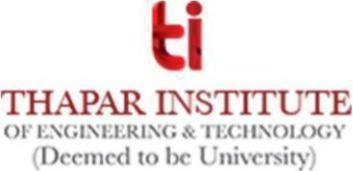 ti
THAPAR INSTITUTE
OF ENGINEERING & TECHNOLOGY
(Deemed to be University)